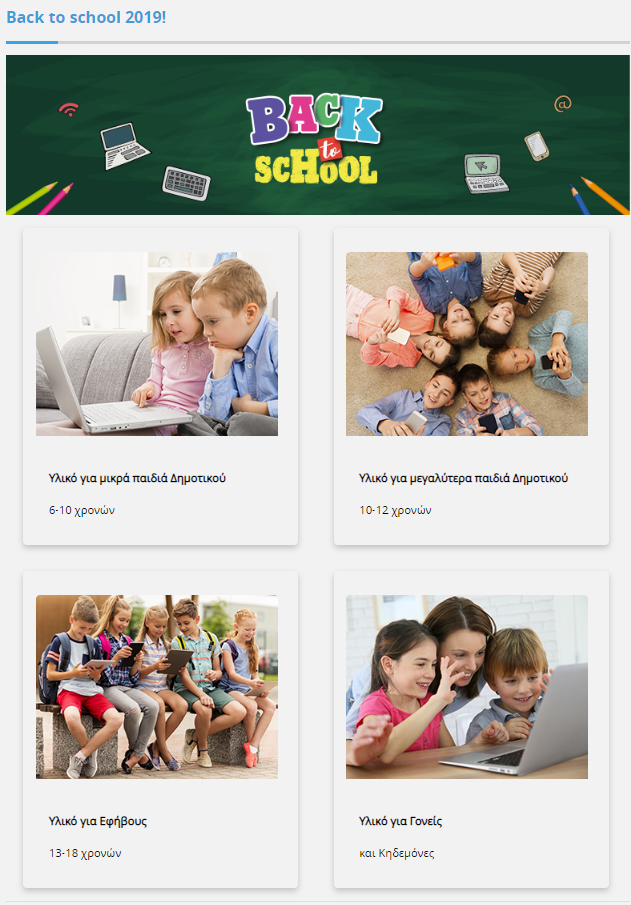 Back to school 2019!
BACK
to
SCHOOL
@
Υλικό για μικρά παιδιά Δημοτικού
6-10 χρονών
Υλικό για μεγαλύτερα παιδιά Δημοτικού
10-12 χρονών
Υλικό για Εφήβους
13-18 χρονών
Υλικό για Γονείς
και Κηδεμόνες